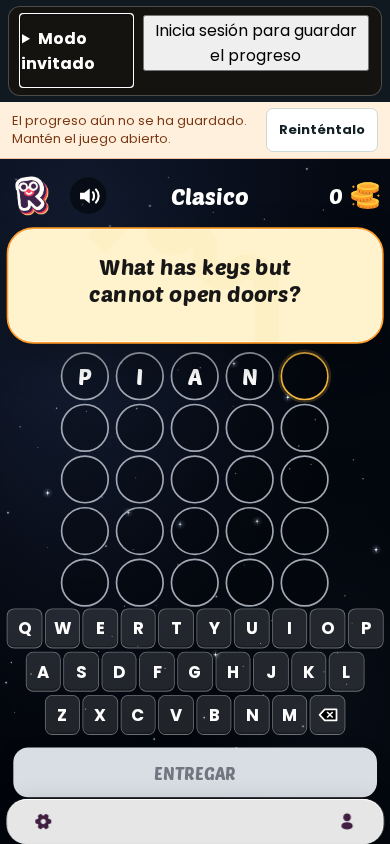 ▸ Modo
invitado
Inicia sesión para guardar
el progreso
El progreso aún no se ha guardado.
Mantén el juego abierto.
Reinténtalo
R
Clasico
0
What has keys but
cannot open doors?
P I A N
Q W E R T Y U I O P
A S D F G H J K L
Z X C V B N M
ENTREGAR